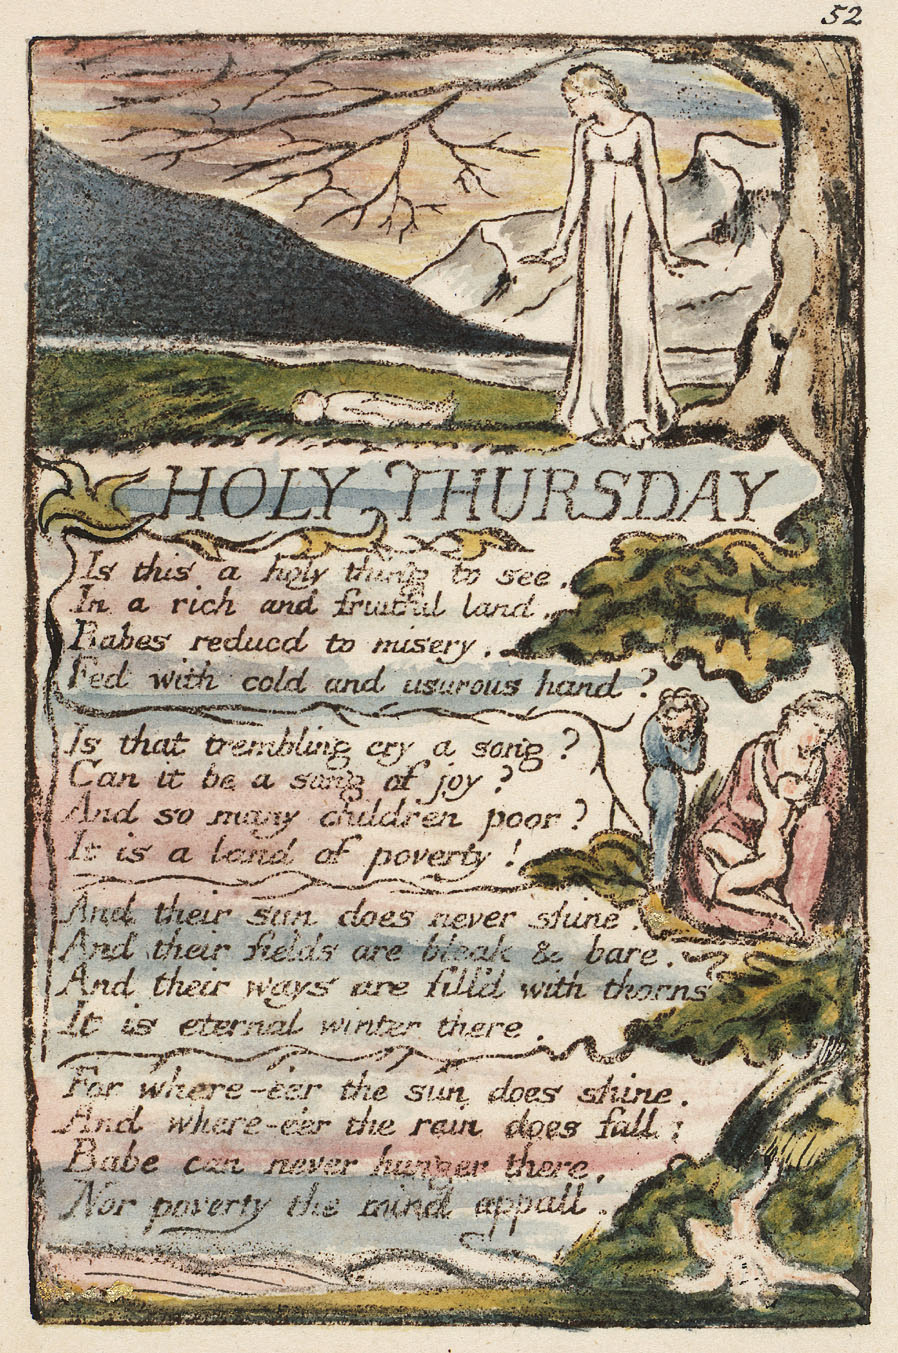 52
HOLY THURSDAY
Is this a holy thing to see.
In a rich and fruitful land.
Babes reducd to misery.
Fed with cold and usurous hand?
Is that trembling cry a song?
Can it be a song of joy?
And so many children poor?
It is a land of poverty!
And their sun does never shine.
And their fields are bleak & bare.
And their ways are fill'd with thorns
It is eternal winter there.
For where-e'er the sun does shine.
And where-e'er the rain does fall:
Babe can never hunger there,
Nor poverty the mind appall.